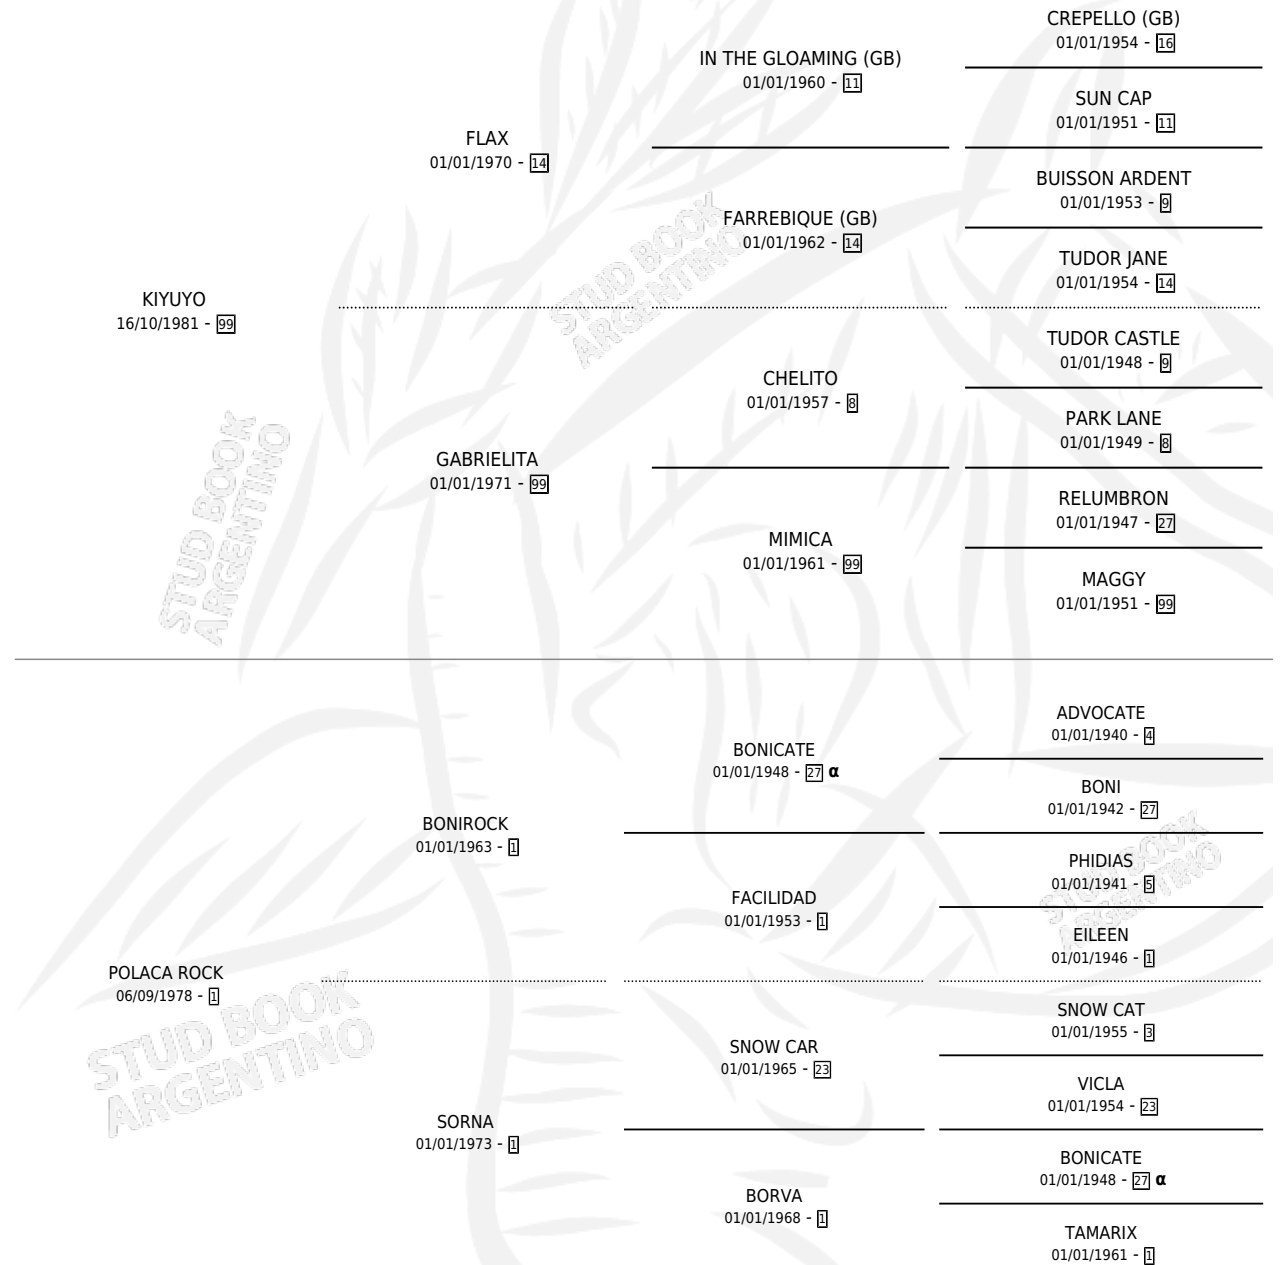 CREPELLO (GB)
01/01/1954 - 16
IN THE GLOAMING (GB)
01/01/1960 - 11
SUN CAP
01/01/1951 - 11
FLAX
01/01/1970 - 14
BUISSON ARDENT
01/01/1953 - 9
FARREBIQUE (GB)
01/01/1962 - 14
TUDOR JANE
01/01/1954 - 14
KIYUYO
16/10/1981 - 99
TUDOR CASTLE
01/01/1948 - 9
CHELITO
01/01/1957 - 8
PARK LANE
01/01/1949 - 8
GABRIELITA
01/01/1971 - 99
RELUMBRON
01/01/1947 - 27
MIMICA
01/01/1961 - 99
MAGGY
01/01/1951 - 99
ADVOCATE
01/01/1940 - 4
BONICATE
01/01/1948 - 27 α
BONI
01/01/1942 - 27
BONIROCK
01/01/1963 - 1
PHIDIAS
01/01/1941 - 5
FACILIDAD
01/01/1953 - 1
EILEEN
01/01/1946 - 1
POLACA ROCK
06/09/1978 - 1
SNOW CAT
01/01/1955 - 3
SNOW CAR
01/01/1965 - 23
VICLA
01/01/1954 - 23
SORNA
01/01/1973 - 1
BONICATE
01/01/1948 - 27 α
BORVA
01/01/1968 - 1
TAMARIX
01/01/1961 - 1
STUD BOOK
ARGENTINO
STUD BOOK
ARGENTINO
STUD BOOK
ARGENTINO
STUD BOOK
ARGENTINO